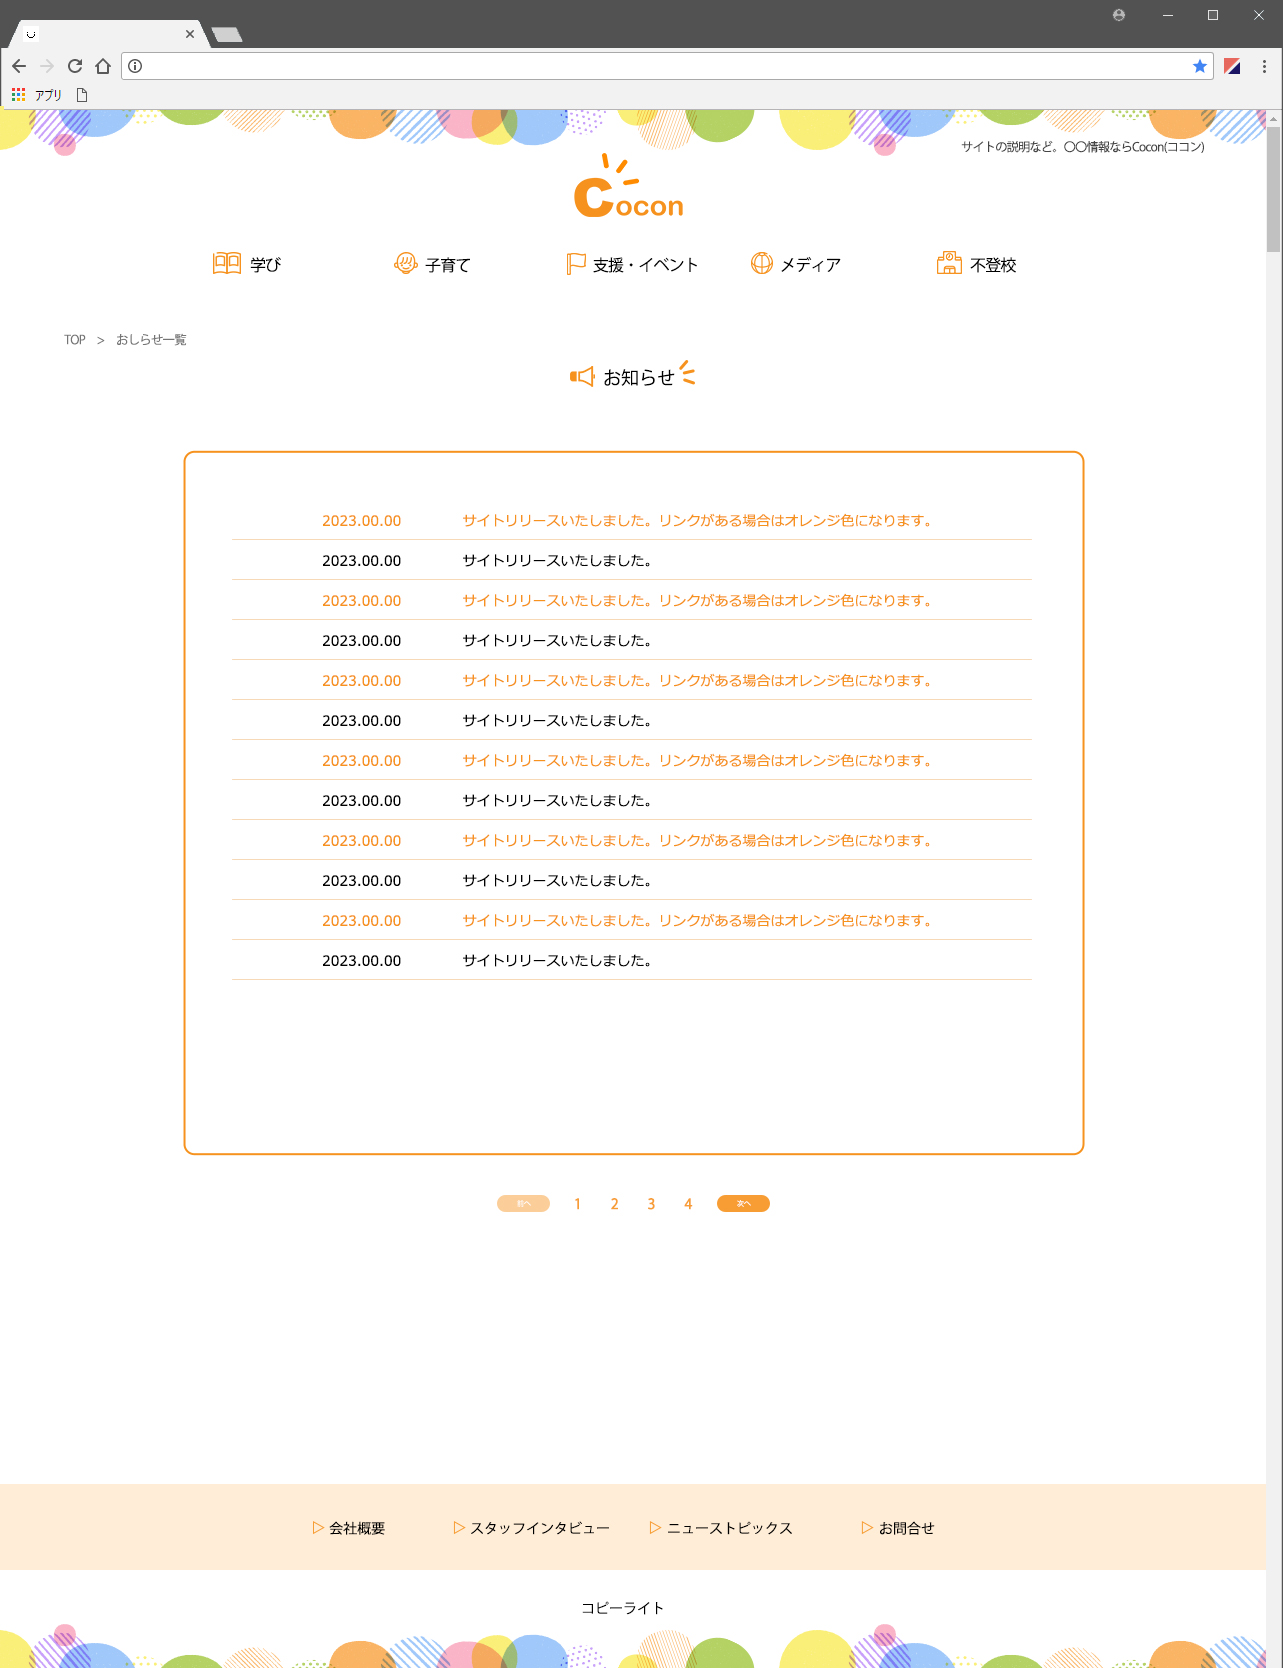 アプリ
サイトの説明など。〇〇情報ならCocon(ココン)
Cocon
学び
子育て
支援・イベント
メディア
不登校
TOP > おしらせ一覧
お知らせ
2023.00.00 サイトリリースいたしました。リンクがある場合はオレンジ色になります。
2023.00.00 サイトリリースいたしました。
2023.00.00 サイトリリースいたしました。リンクがある場合はオレンジ色になります。
2023.00.00 サイトリリースいたしました。
2023.00.00 サイトリリースいたしました。リンクがある場合はオレンジ色になります。
2023.00.00 サイトリリースいたしました。
2023.00.00 サイトリリースいたしました。リンクがある場合はオレンジ色になります。
2023.00.00 サイトリリースいたしました。
2023.00.00 サイトリリースいたしました。リンクがある場合はオレンジ色になります。
2023.00.00 サイトリリースいたしました。
2023.00.00 サイトリリースいたしました。リンクがある場合はオレンジ色になります。
2023.00.00 サイトリリースいたしました。
前へ 1 2 3 4 次へ
▷ 会社概要 ▷ スタッフインタビュー ▷ ニューストピックス ▷ お問合せ
コピーライト